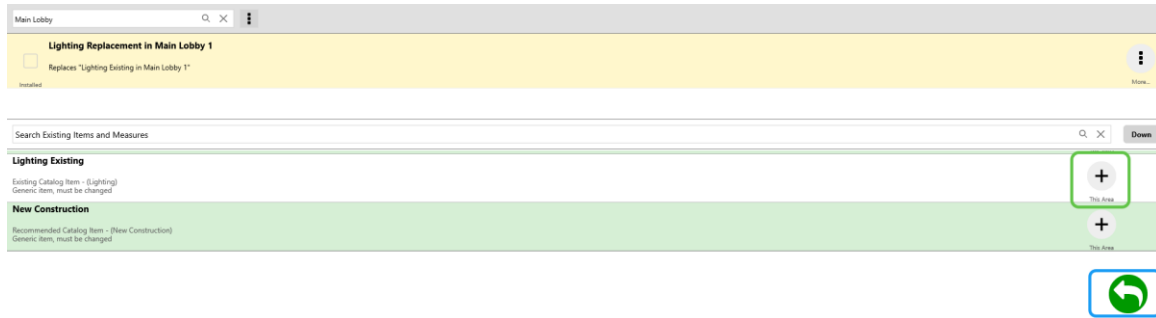 Main Lobby
Lighting Replacement in Main Lobby 1
Replaces "Lighting Existing in Main Lobby 1"
Installed
More...
Search Existing Items and Measures
Down
Lighting Existing
Existing Catalog Item - (Lighting)
Generic item, must be changed
This Area
New Construction
Recommended Catalog Item - (New Construction)
Generic item, must be changed
This Area